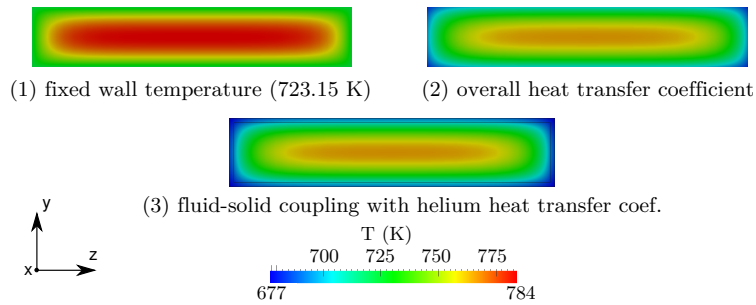 (1) fixed wall temperature (723.15 K)
(2) overall heat transfer coefficient
(3) fluid-solid coupling with helium heat transfer coef.
y
x
z
T (K)
700
725
750
775
677
784